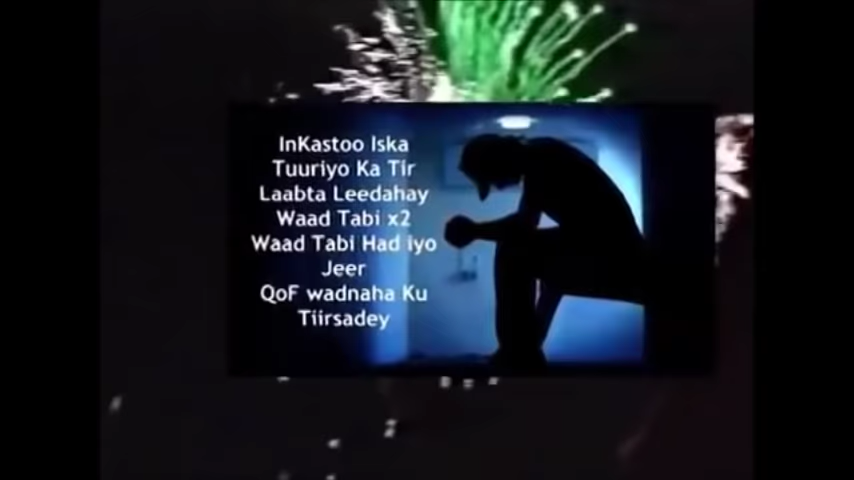 InKastoo Iska
Tuuriyo Ka Tir
Laabta Leedahay
Waad Tabi x2
Waad Tabi Had iyo
Jeer
QoF wadnaha Ku
Tiirsadey